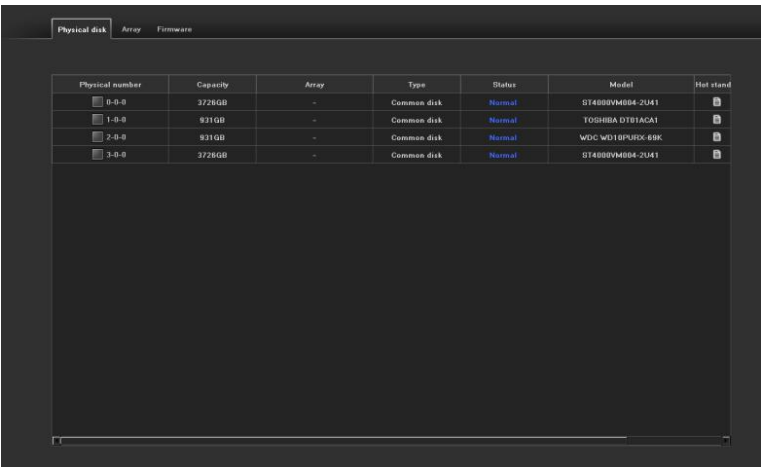 Physical disk Array Firmware
Physical number Capacity Array Type Status Model Hot stand
0-0-0 3726GB - Common disk Normal ST4000VM004-2U41
1-0-0 931GB - Common disk Normal TOSHIBA DT01ACA1
2-0-0 931GB - Common disk Normal WDC WD10PURX-69K
3-0-0 3726GB - Common disk Normal ST4000VM004-2U41